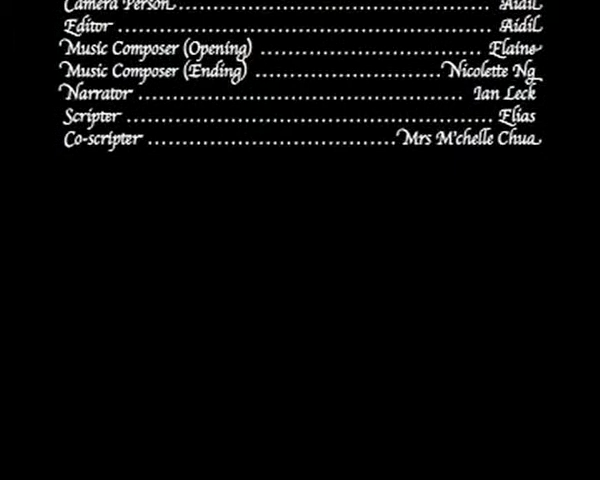 Camera Person........................................ Aidil
Editor ................................................ Aidil
Music Composer (Opening) ............................ Elaine
Music Composer (Ending) ........................Nicolette Ng
Narrator .......................................... Ian Leck
Scripter ............................................... Elias
Co-scripter ................................Mrs M'chelle Chua